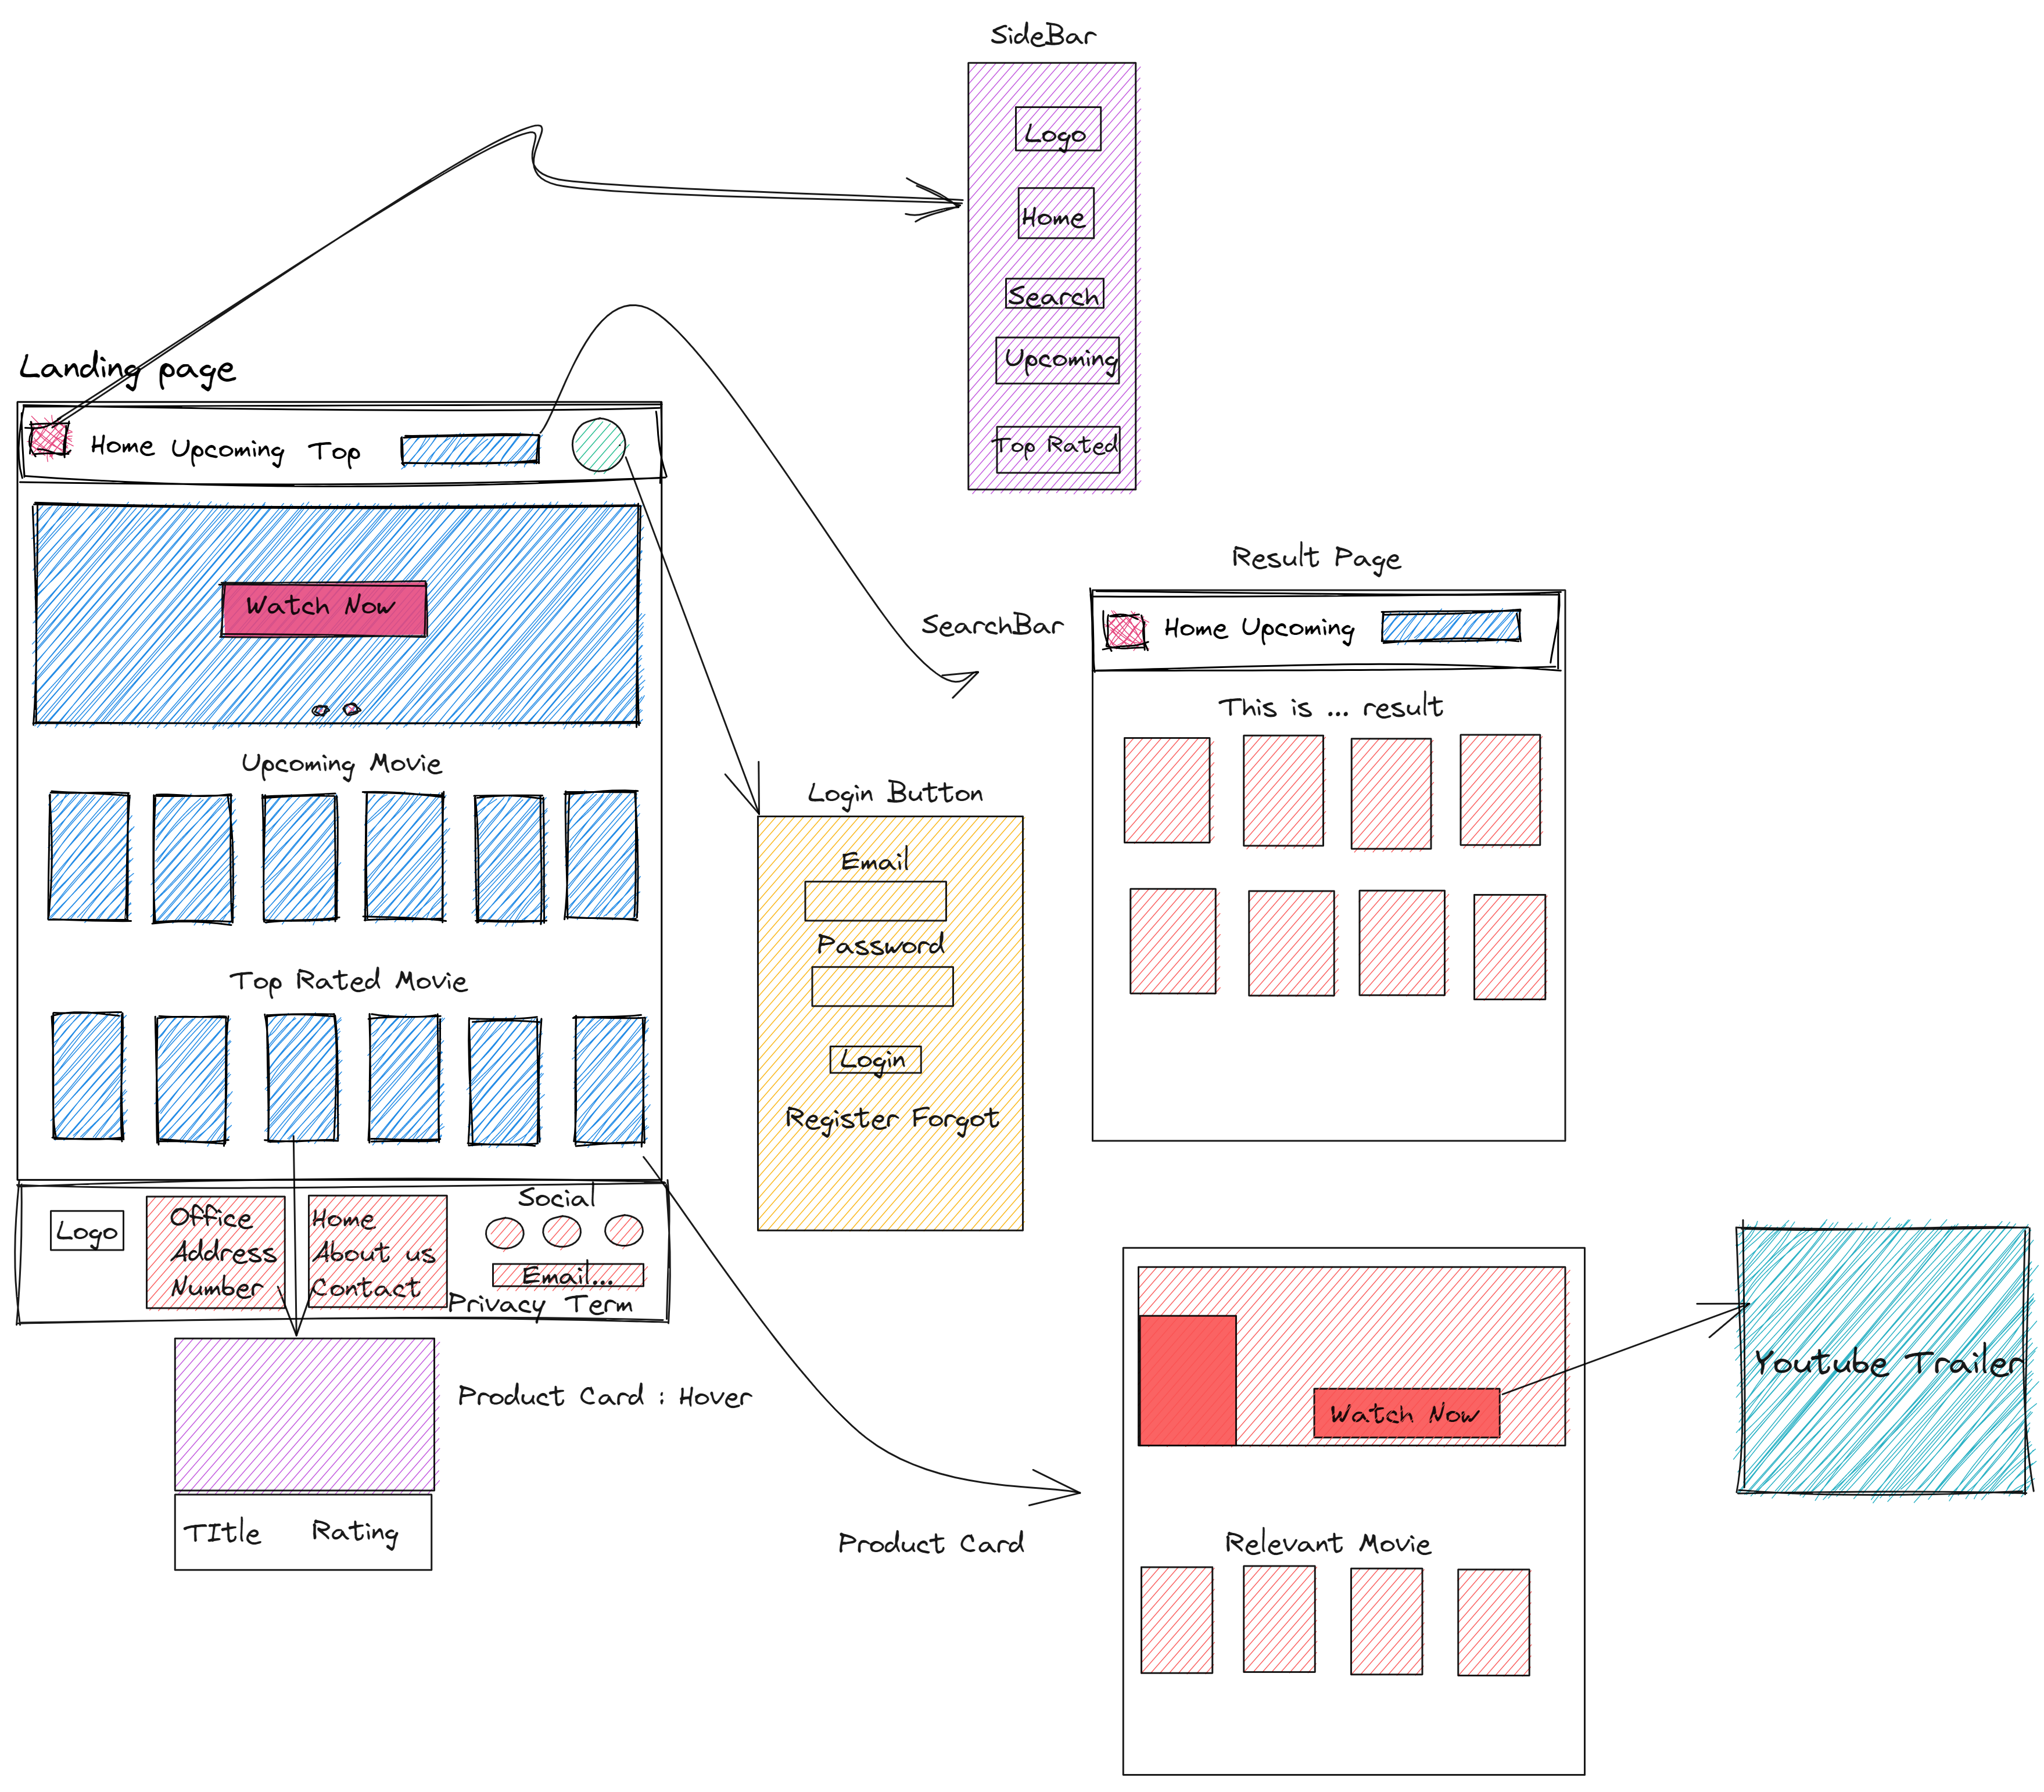 SideBar
Logo
Home
Search
Upcoming
Top Rated
Landing page
Home Upcoming Top
Watch Now
Upcoming Movie
Top Rated Movie
Logo
Office
Address
Number
Home
About us
Contact
Social
Email...
Privacy Term
Product Card : Hover
TItle Rating
SearchBar
Login Button
Email
Password
Login
Register Forgot
Result Page
Home Upcoming
This is ... result
Product Card
Watch Now
Relevant Movie
Youtube Trailer